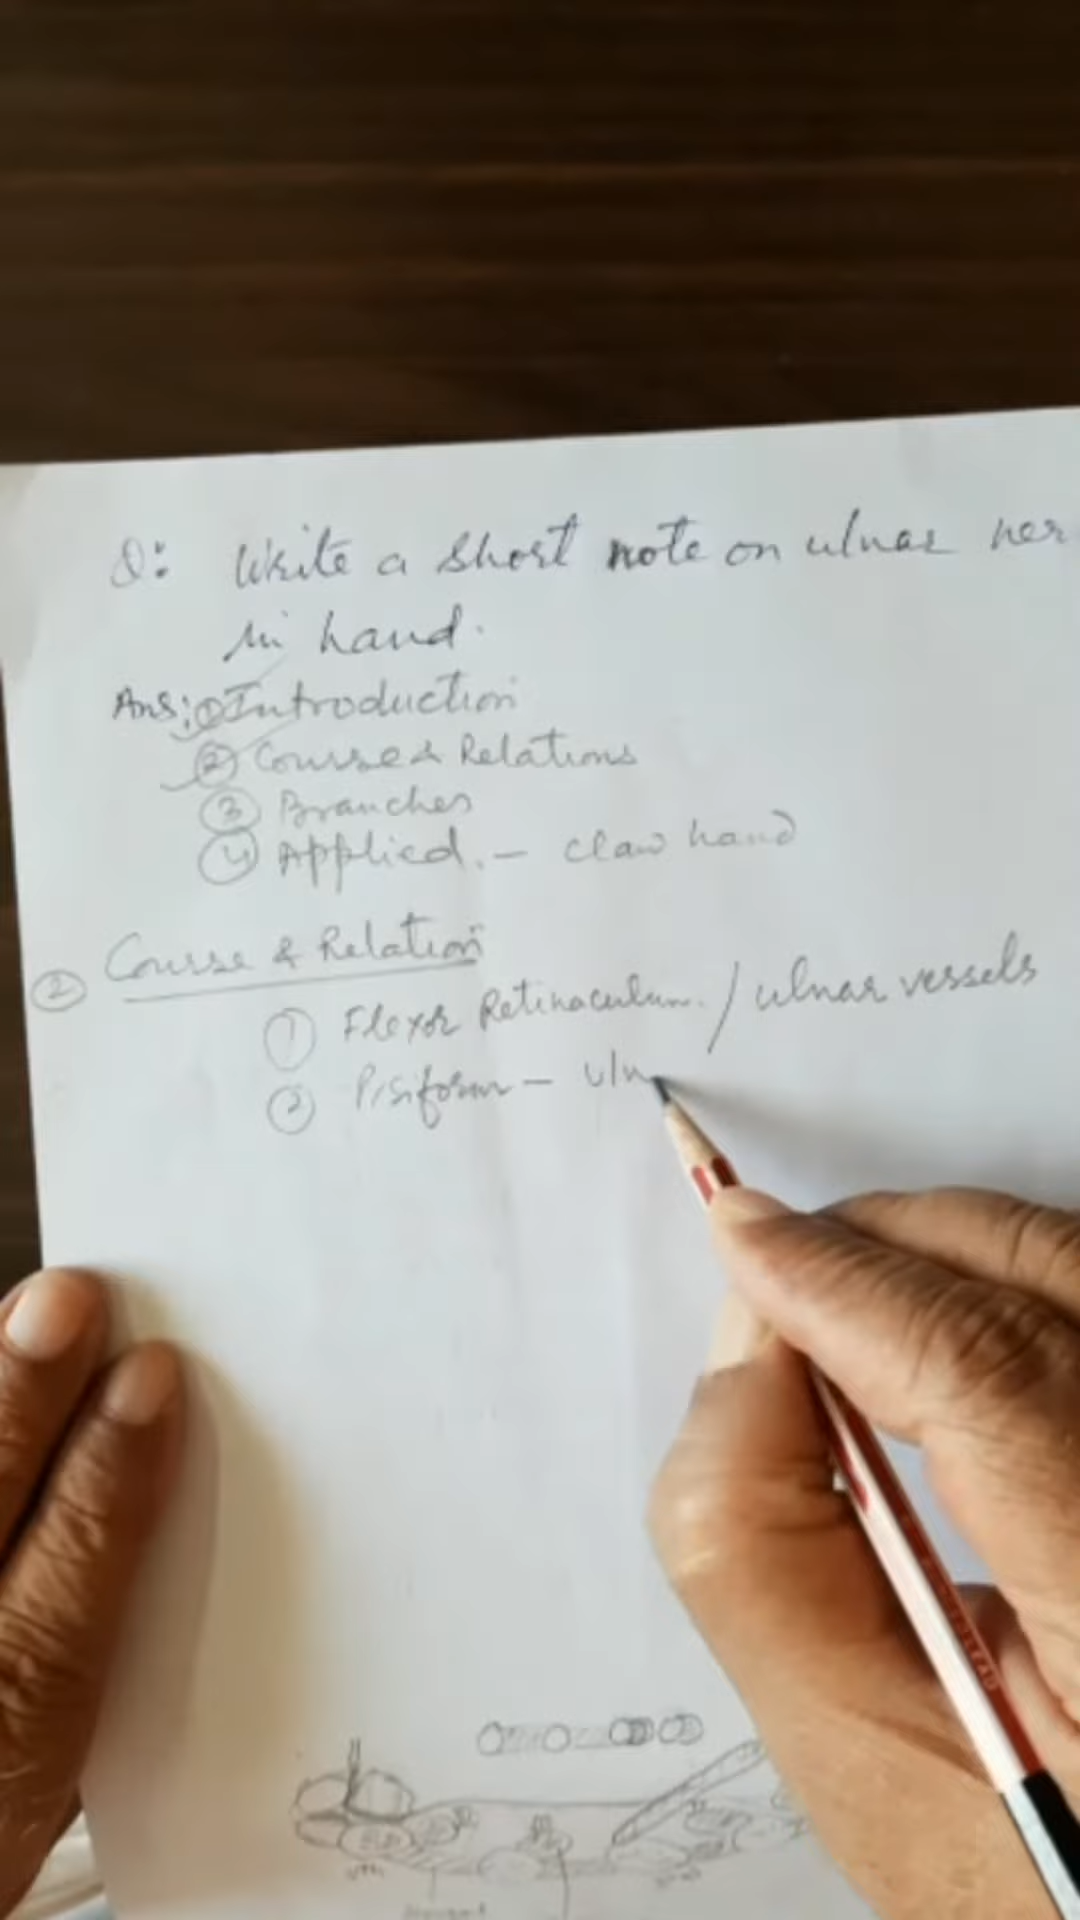 Q: Write a short note on ulnar ner
in hand.
Ans: ① Introduction
② Course & Relations
③ Branches
④ Applied. - claw hand
② Course & Relation
① Flexor Retinaculum. / ulnar vessels
② Pisiform - uln